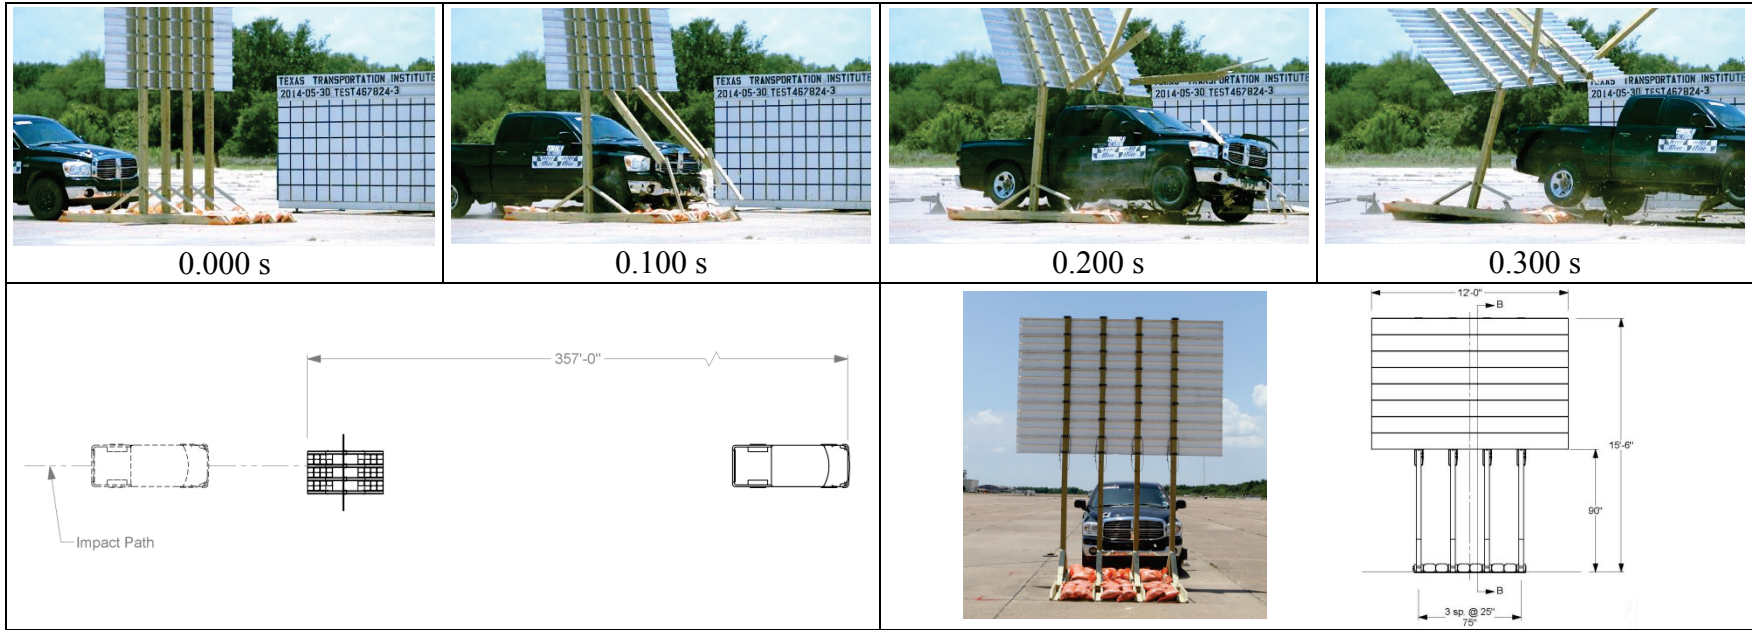 TEXAS TRANSPORTATION INSTITUTE
2014-05-30 TEST467824-3
TEXAS TRANSPORTATION INSTITUTE
2014-05-30 TEST467824-3
TRANSPORTATION INSTITUTE
2014-05-30 TEST467824-3
TRANSPORTATION INSTITUTE
2014-05-30 TEST467824-3
0.000 s
0.100 s
0.200 s
0.300 s
357'-0"
Impact Path
12'-0"
B
15'-6"
90"
B
3 sp. @ 25"
75"